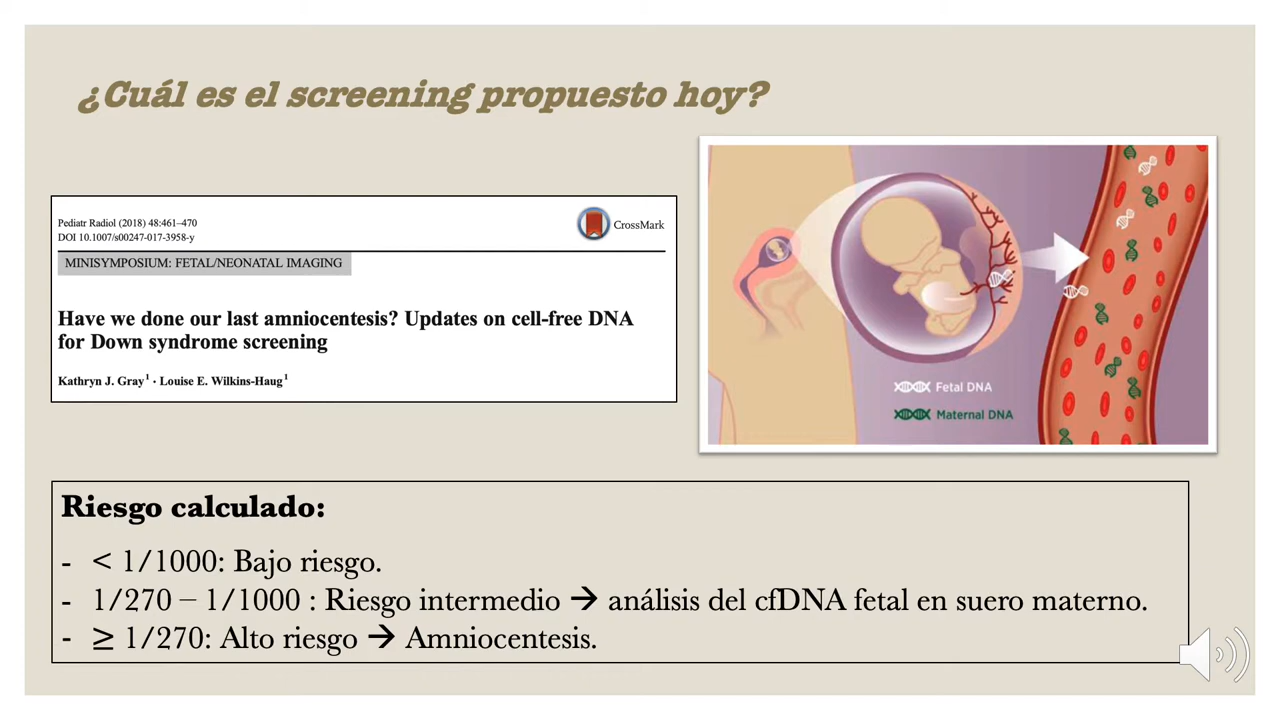 ¿Cuál es el screening propuesto hoy?
Pediatr Radiol (2018) 48:461–470
DOI 10.1007/s00247-017-3958-y
CrossMark
MINISYMPOSIUM: FETAL/NEONATAL IMAGING
Have we done our last amniocentesis? Updates on cell-free DNA
for Down syndrome screening
Kathryn J. Gray1 · Louise E. Wilkins-Haug1
Fetal DNA
Maternal DNA
Riesgo calculado:
- < 1/1000: Bajo riesgo.
- 1/270 – 1/1000 : Riesgo intermedio → análisis del cfDNA fetal en suero materno.
- ≥ 1/270: Alto riesgo → Amniocentesis.